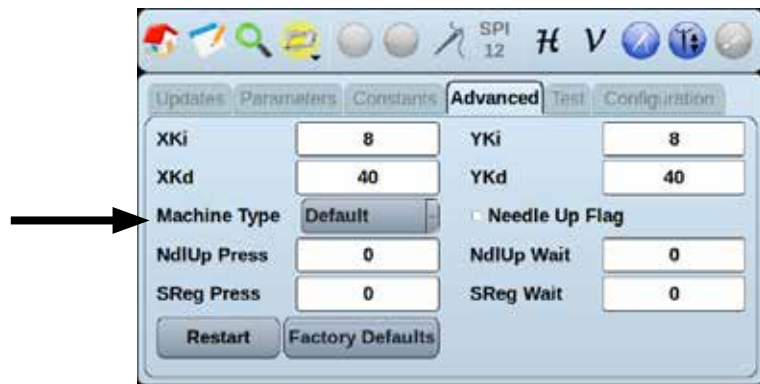 SPI
12
H V
Updates Parameters Constants Advanced Test Configuration
XKi 8 YKi 8
XKd 40 YKd 40
Machine Type Default Needle Up Flag
NdlUp Press 0 NdlUp Wait 0
SReg Press 0 SReg Wait 0
Restart Factory Defaults